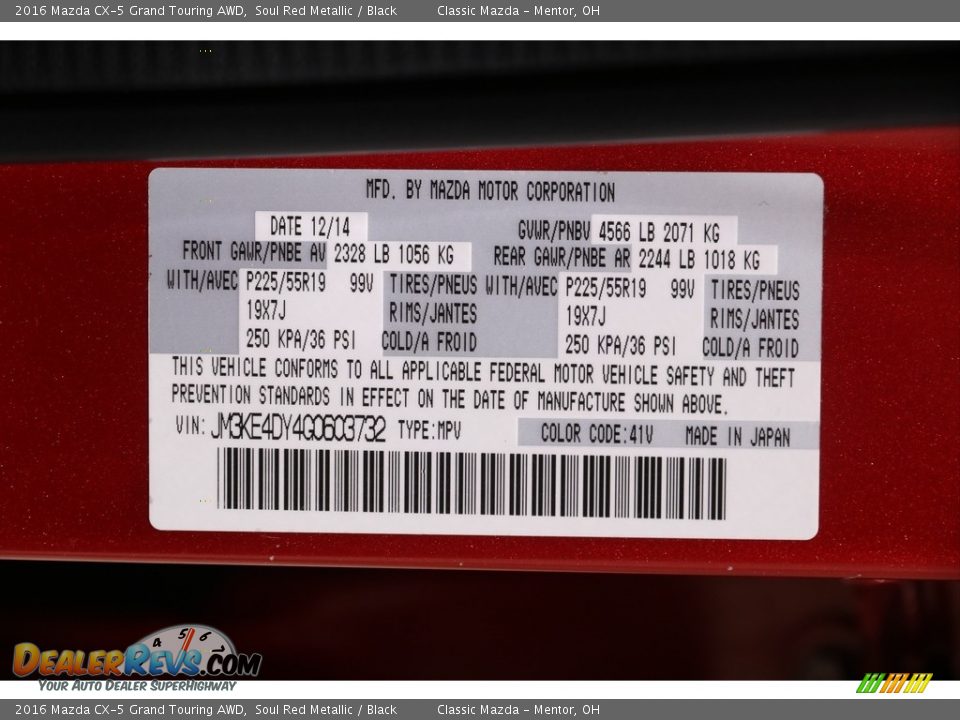 2016 Mazda CX-5 Grand Touring AWD, Soul Red Metallic / Black Classic Mazda - Mentor, OH
MFD. BY MAZDA MOTOR CORPORATION
DATE 12/14 GVWR/PNBV 4566 LB 2071 KG
FRONT GAWR/PNBE AV 2328 LB 1056 KG REAR GAWR/PNBE AR 2244 LB 1018 KG
WITH/AVEC P225/55R19 99V TIRES/PNEUS WITH/AVEC P225/55R19 99V TIRES/PNEUS
19X7J RIMS/JANTES 19X7J RIMS/JANTES
250 KPA/36 PSI COLD/A FROID 250 KPA/36 PSI COLD/A FROID
THIS VEHICLE CONFORMS TO ALL APPLICABLE FEDERAL MOTOR VEHICLE SAFETY AND THEFT
PREVENTION STANDARDS IN EFFECT ON THE DATE OF MANUFACTURE SHOWN ABOVE.
VIN: JM3KE4DY4G0603732 TYPE:MPV COLOR CODE:41V MADE IN JAPAN
4 5 6
DEALERREVS.COM
YOUR AUTO DEALER SUPERHIGHWAY
2016 Mazda CX-5 Grand Touring AWD, Soul Red Metallic / Black Classic Mazda - Mentor, OH